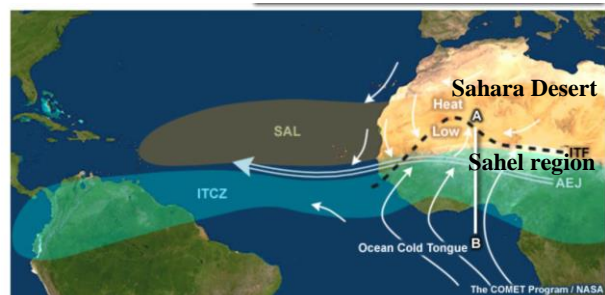 Sahara Desert
Heat
A
Low
SAL
ITF
Sahel region
AEJ
ITCZ
Ocean Cold Tongue
B
The COMET Program / NASA